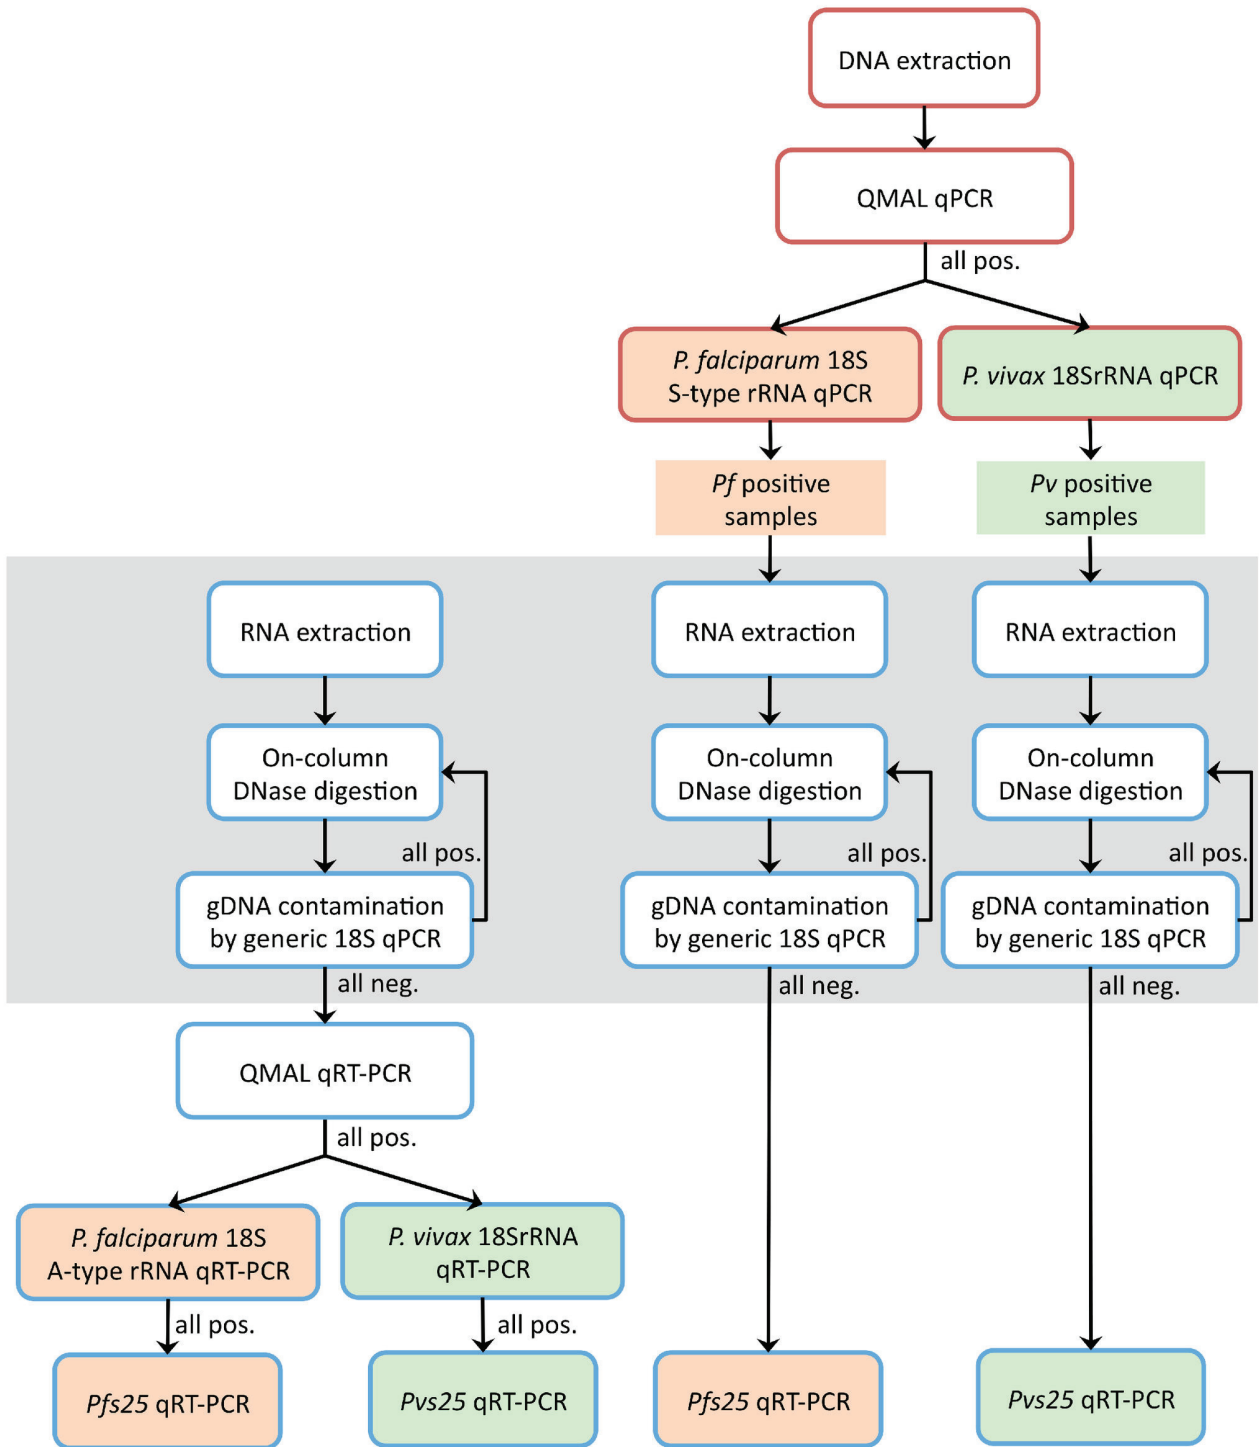 DNA extraction
QMAL qPCR
all pos.
P. falciparum 18S
S-type rRNA qPCR
P. vivax 18SrRNA qPCR
Pf positive
samples
Pv positive
samples
RNA extraction
RNA extraction
RNA extraction
On-column
DNase digestion
On-column
DNase digestion
On-column
DNase digestion
all pos.
all pos.
all pos.
gDNA contamination
by generic 18S qPCR
gDNA contamination
by generic 18S qPCR
gDNA contamination
by generic 18S qPCR
all neg.
all neg.
all neg.
QMAL qRT-PCR
all pos.
P. falciparum 18S
A-type rRNA qRT-PCR
P. vivax 18SrRNA
qRT-PCR
all pos.
all pos.
Pfs25 qRT-PCR
Pvs25 qRT-PCR
Pfs25 qRT-PCR
Pvs25 qRT-PCR